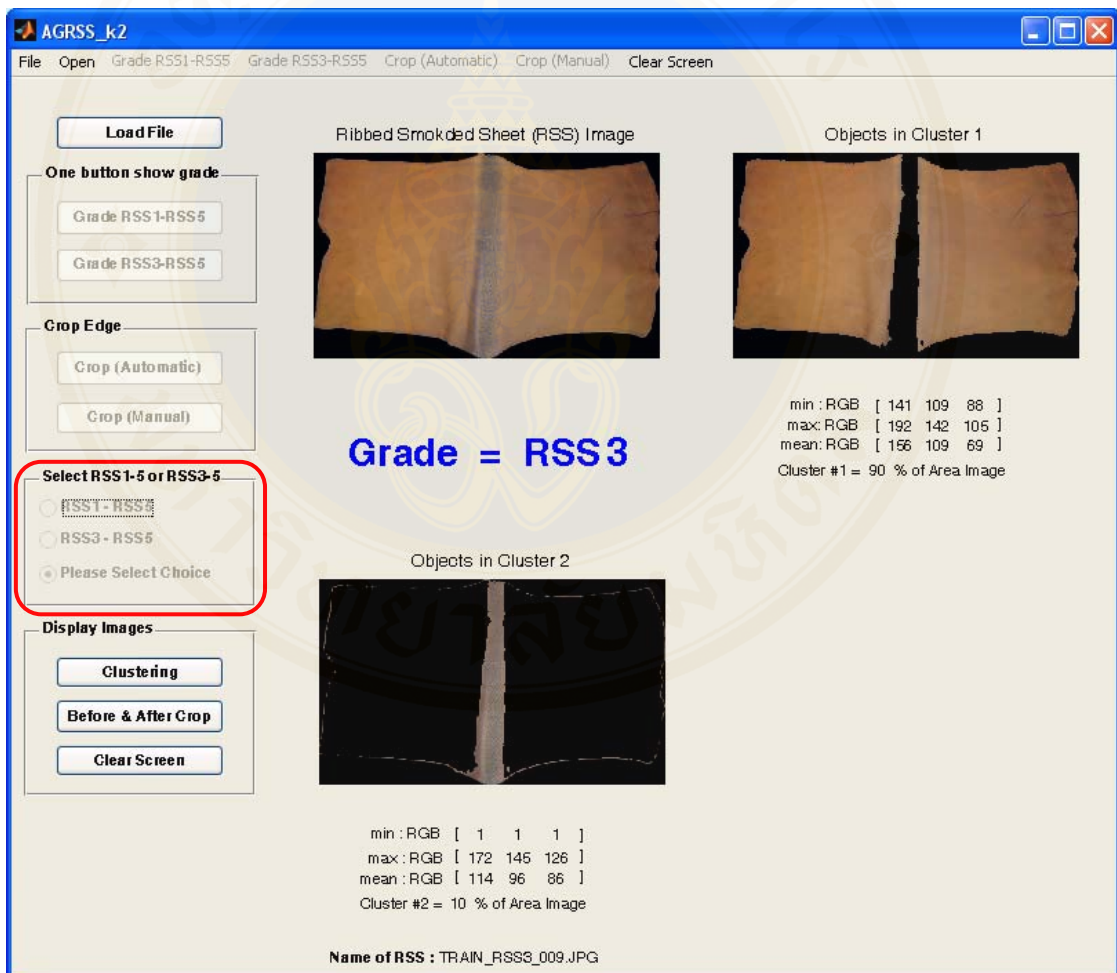 AGRSS_k2
File Open Grade RSS1-RSS5 Grade RSS3-RSS5 Crop (Automatic) Crop (Manual) Clear Screen
Load File
One button show grade
Grade RSS1-RSS5
Grade RSS3-RSS5
Crop Edge
Crop (Automatic)
Crop (Manual)
Select RSS1-5 or RSS3-5
RSS1 - RSS5
RSS3 - RSS5
Please Select Choice
Display Images
Clustering
Before & After Crop
Clear Screen
Ribbed Smokded Sheet (RSS) Image
Grade = RSS 3
Objects in Cluster 1
min : RGB [ 141 109 88 ]
max: RGB [ 192 142 105 ]
mean: RGB [ 156 109 69 ]
Cluster #1 = 90 % of Area Image
Objects in Cluster 2
min : RGB [ 1 1 1 ]
max : RGB [ 172 145 126 ]
mean : RGB [ 114 96 86 ]
Cluster #2 = 10 % of Area Image
Name of RSS : TRAIN_RSS3_009.JPG